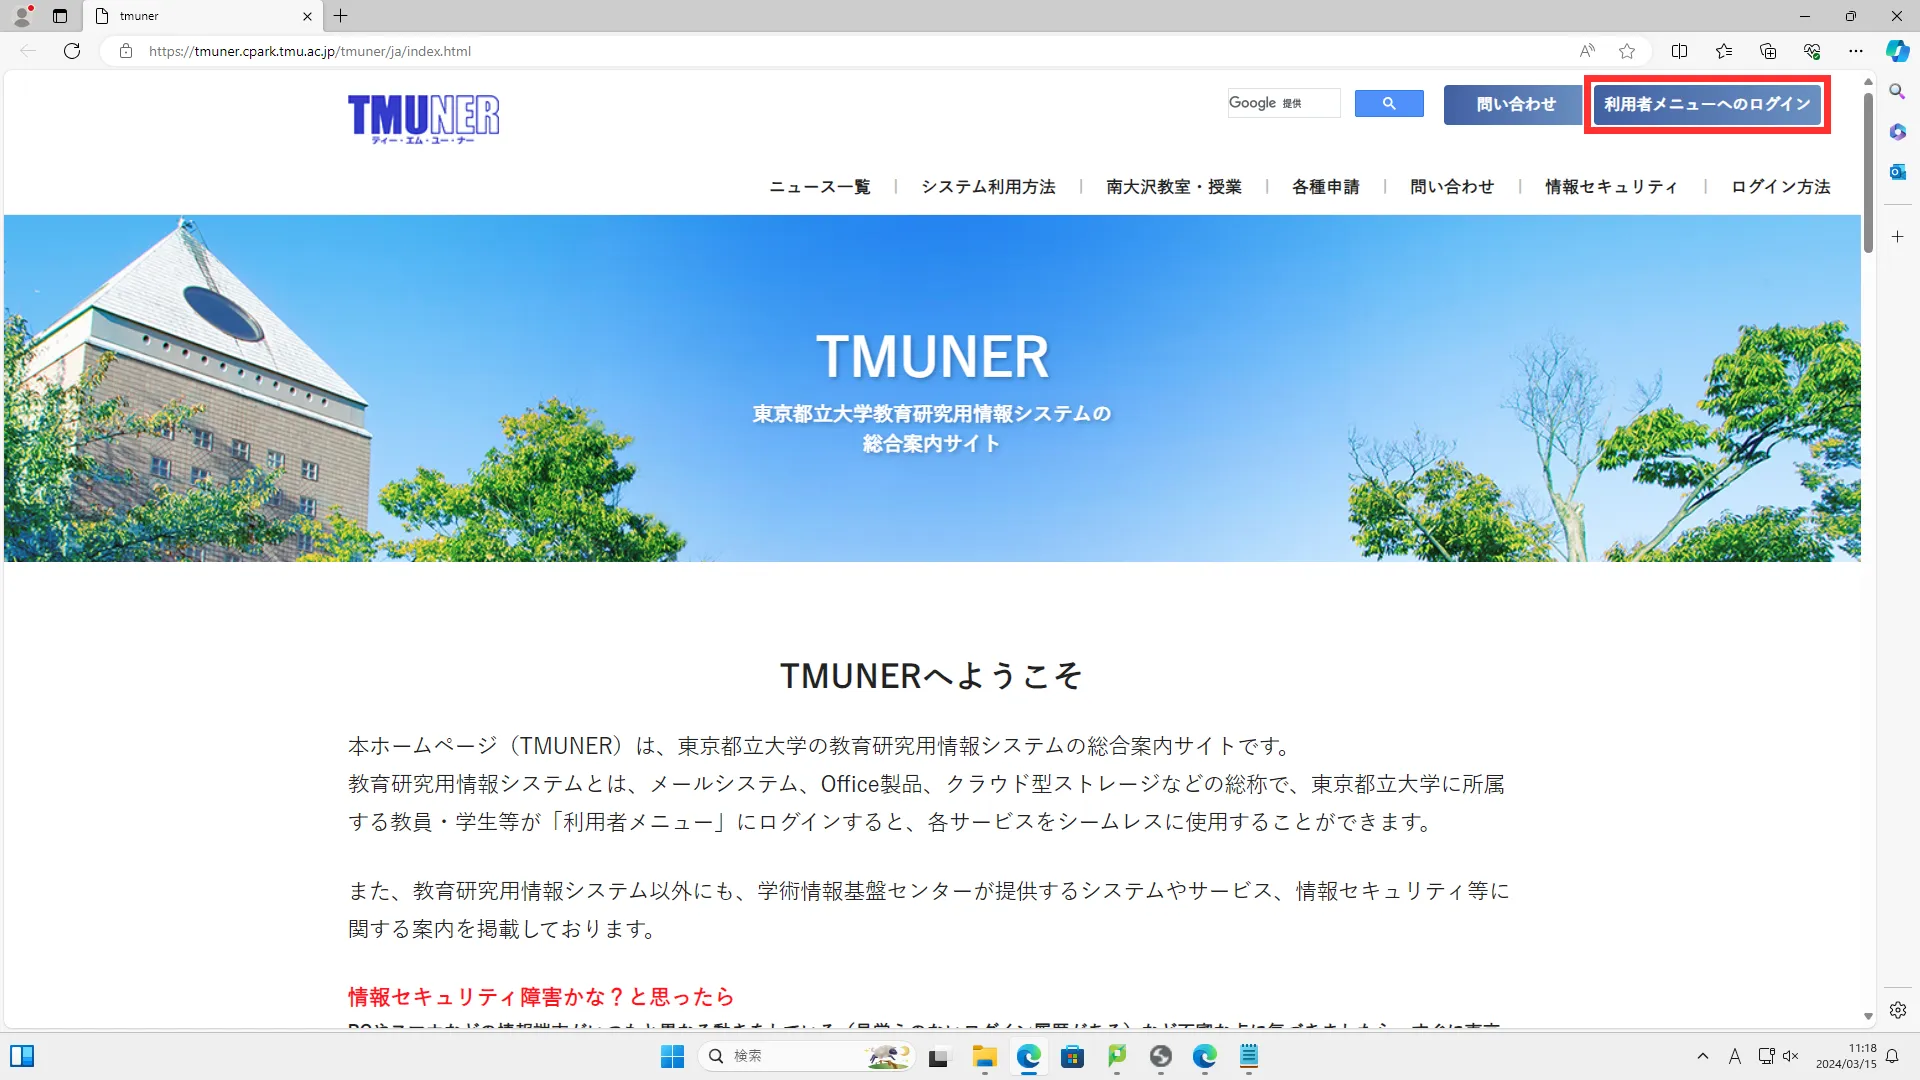 tmuner
https://tmuner.cpark.tmu.ac.jp/tmuner/ja/index.html
TMUNER
ティー・エム・ユー・ナー
Google 提供
問い合わせ
利用者メニューへのログイン
ニュース一覧 | システム利用方法 | 南大沢教室・授業 | 各種申請 | 問い合わせ | 情報セキュリティ | ログイン方法
TMUNER
東京都立大学教育研究用情報システムの
総合案内サイト
TMUNERへようこそ
本ホームページ（TMUNER）は、東京都立大学の教育研究用情報システムの総合案内サイトです。
教育研究用情報システムとは、メールシステム、Office製品、クラウド型ストレージなどの総称で、東京都立大学に所属
する教員・学生等が「利用者メニュー」にログインすると、各サービスをシームレスに使用することができます。
また、教育研究用情報システム以外にも、学術情報基盤センターが提供するシステムやサービス、情報セキュリティ等に
関する案内を掲載しております。
情報セキュリティ障害かな？と思ったら
検索
A
11:18
2024/03/15